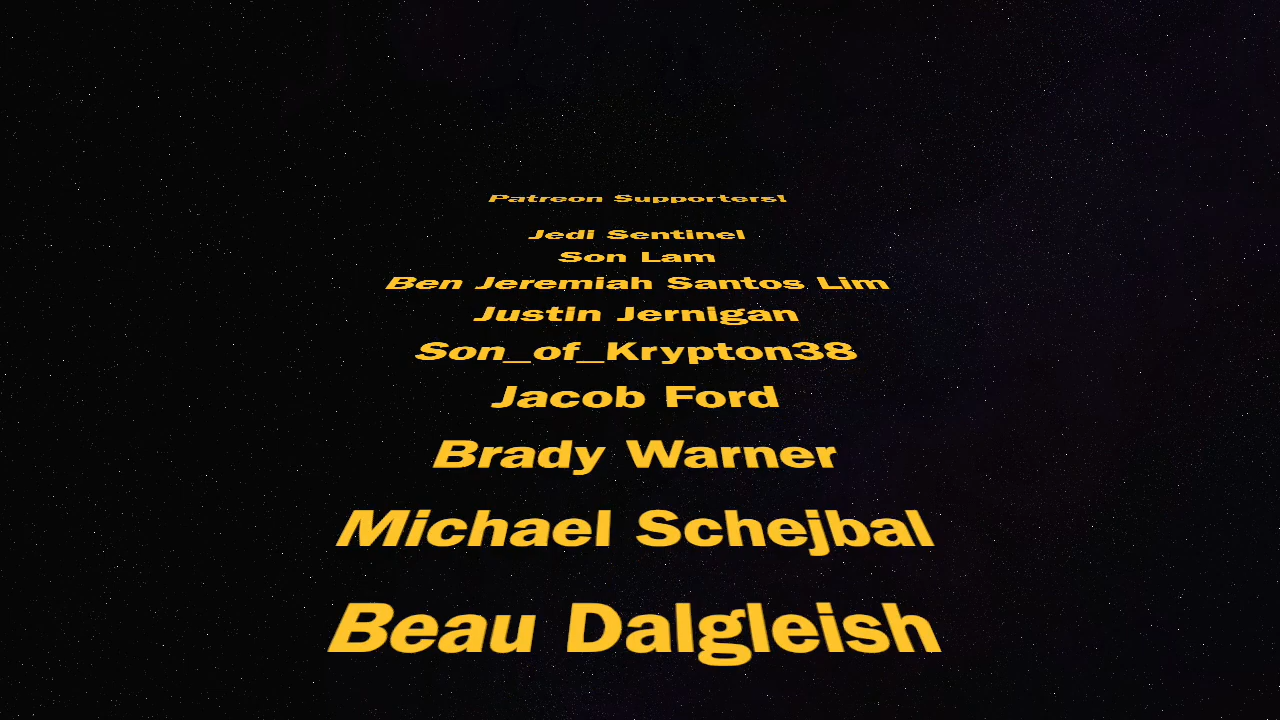 Patreon Supporters!
Jedi Sentinel
Son Lam
Ben Jeremiah Santos Lim
Justin Jernigan
Son_of_Krypton38
Jacob Ford
Brady Warner
Michael Schejbal
Beau Dalgleish